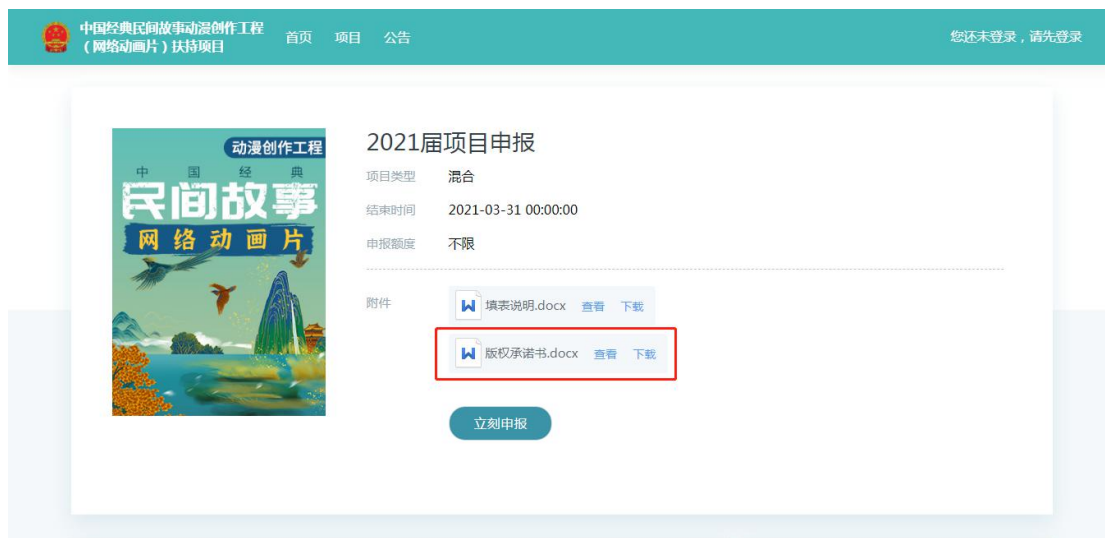 中国经典民间故事动漫创作工程
（网络动画片）扶持项目
首页 项目 公告
您还未登录，请先登录
动漫创作工程
中国经典
民间故事
网络动画片
2021届项目申报
项目类型 混合
结束时间 2021-03-31 00:00:00
申报额度 不限
附件
填表说明.docx 查看 下载
版权承诺书.docx 查看 下载
立刻申报